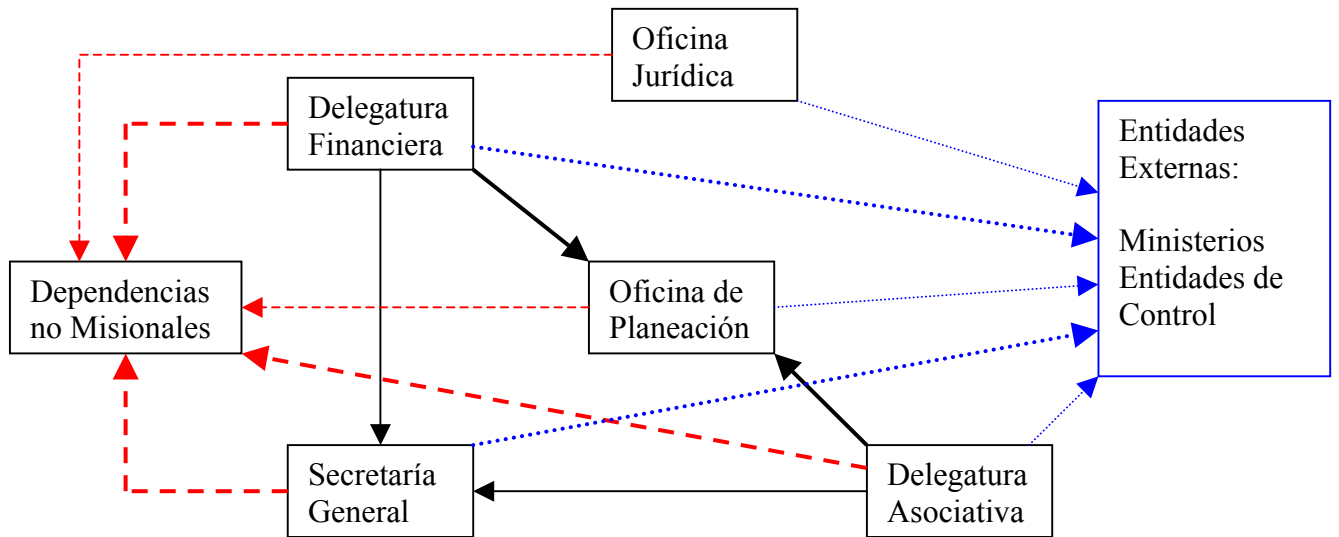 Oficina
Jurídica
Delegatura
Financiera
Entidades
Externas:
Ministerios
Entidades de
Control
Dependencias
no Misionales
Oficina de
Planeación
Secretaría
General
Delegatura
Asociativa